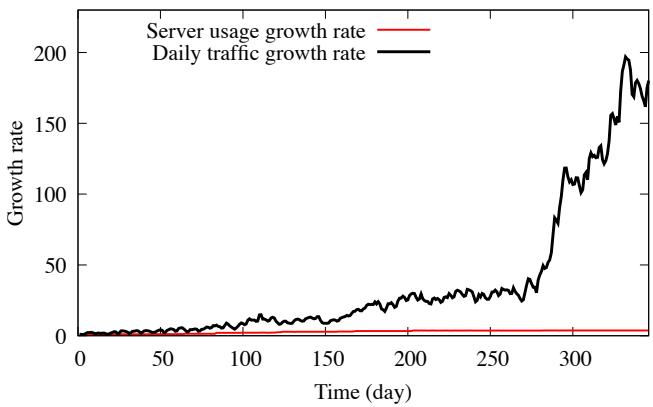 Server usage growth rate
Daily traffic growth rate
200
150
100
50
0
Growth rate
0 50 100 150 200 250 300
Time (day)